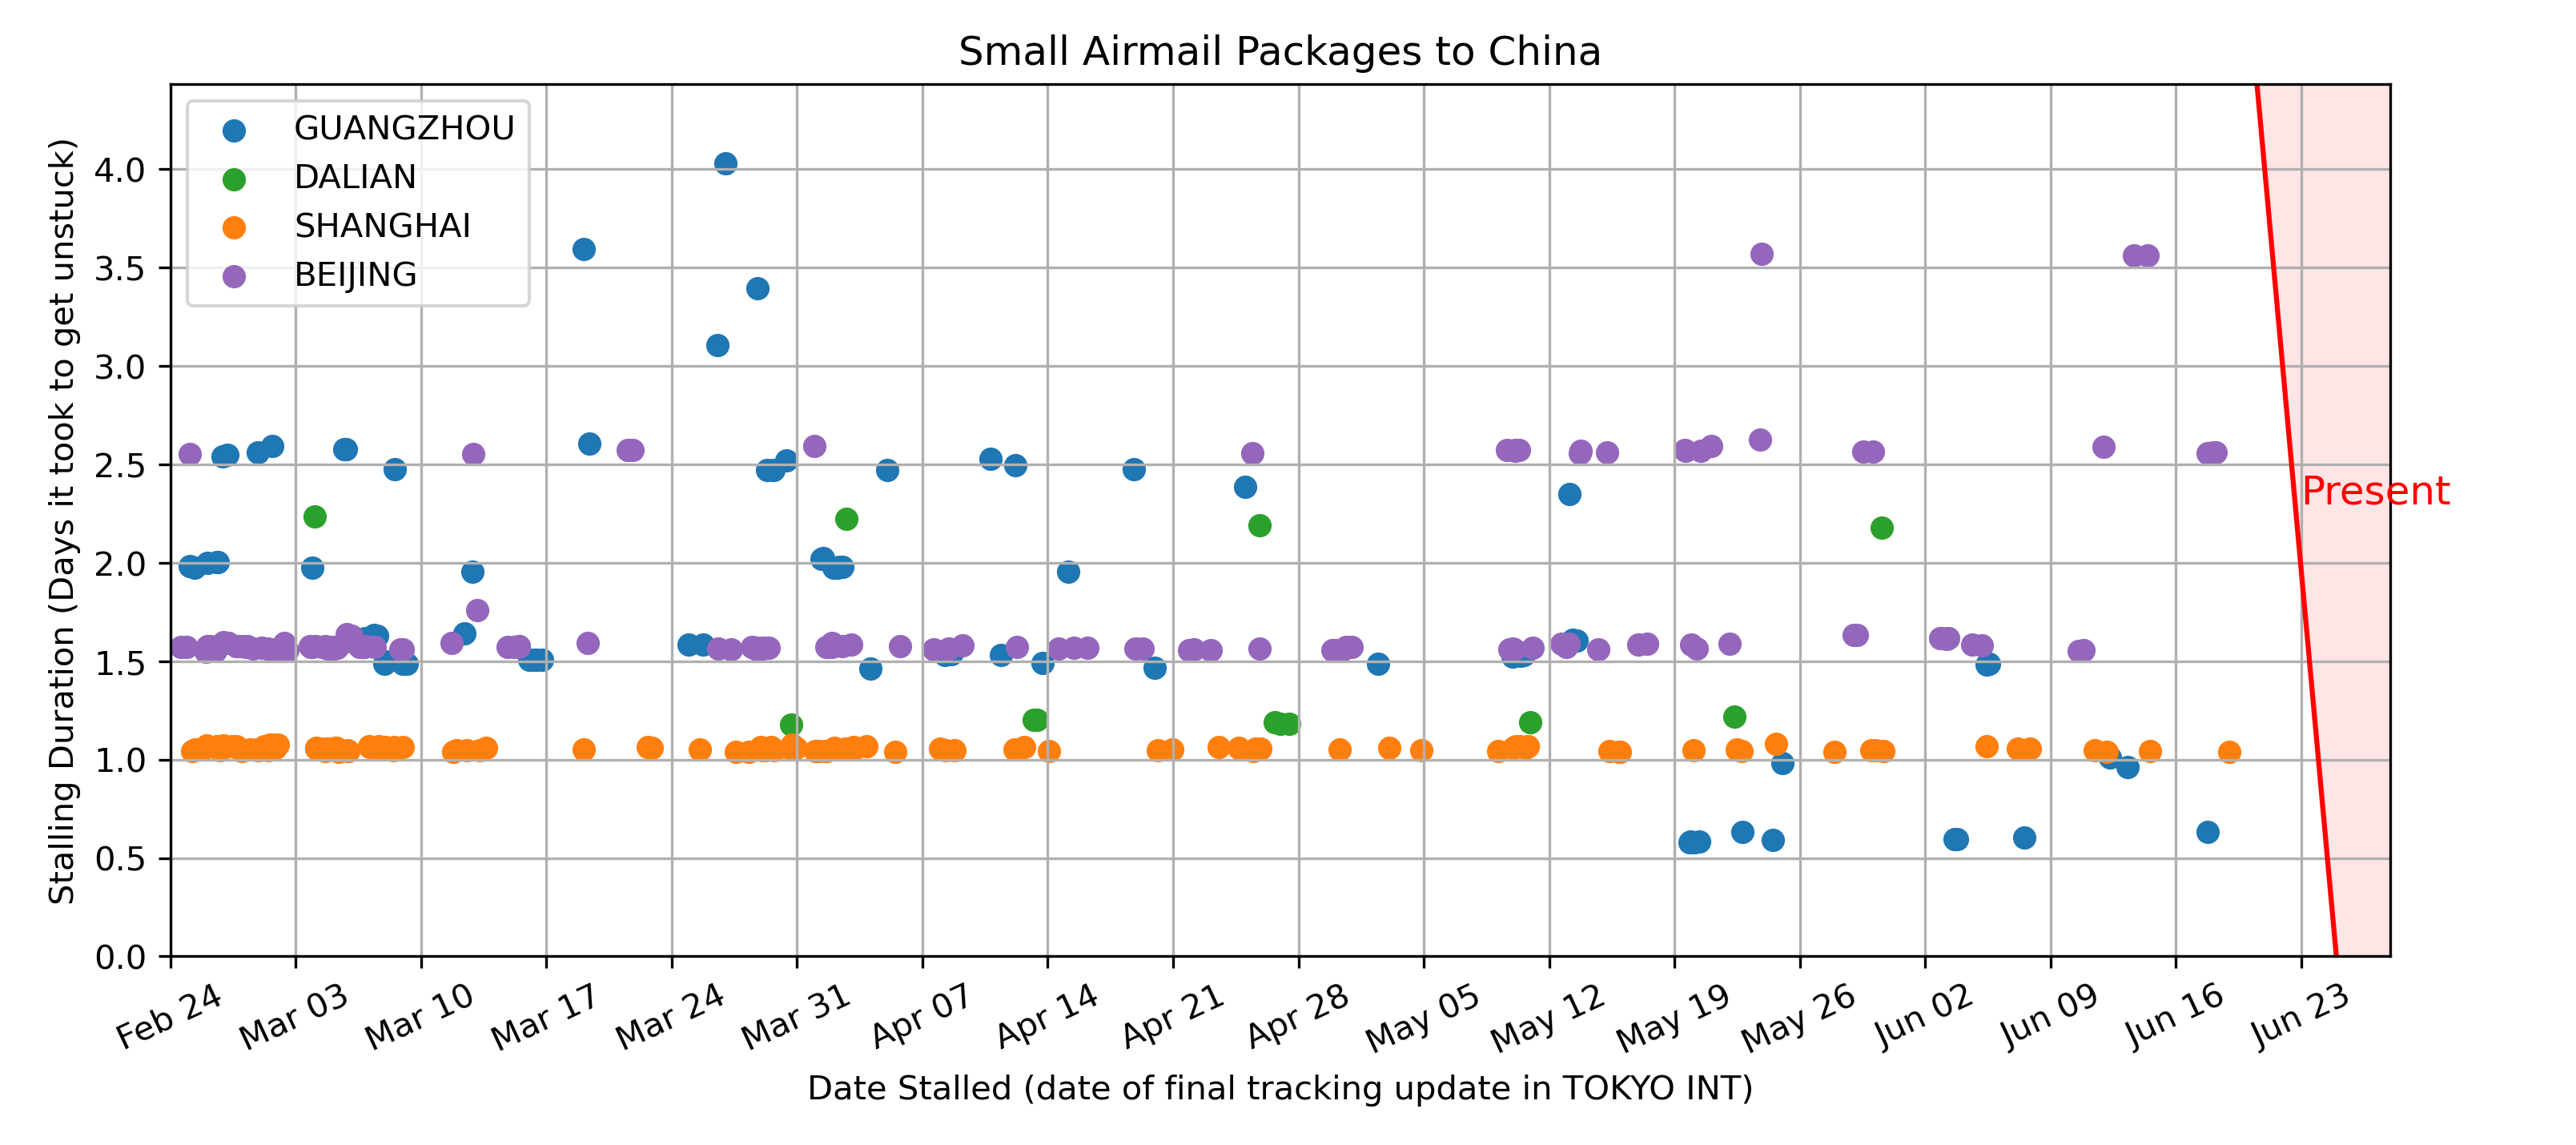 Small Airmail Packages to China
GUANGZHOU
DALIAN
SHANGHAI
BEIJING
Stalling Duration (Days it took to get unstuck)
4.0
3.5
3.0
2.5
2.0
1.5
1.0
0.5
0.0
Present
Feb 24
Mar 03
Mar 10
Mar 17
Mar 24
Mar 31
Apr 07
Apr 14
Apr 21
Apr 28
May 05
May 12
May 19
May 26
Jun 02
Jun 09
Jun 16
Jun 23
Date Stalled (date of final tracking update in TOKYO INT)